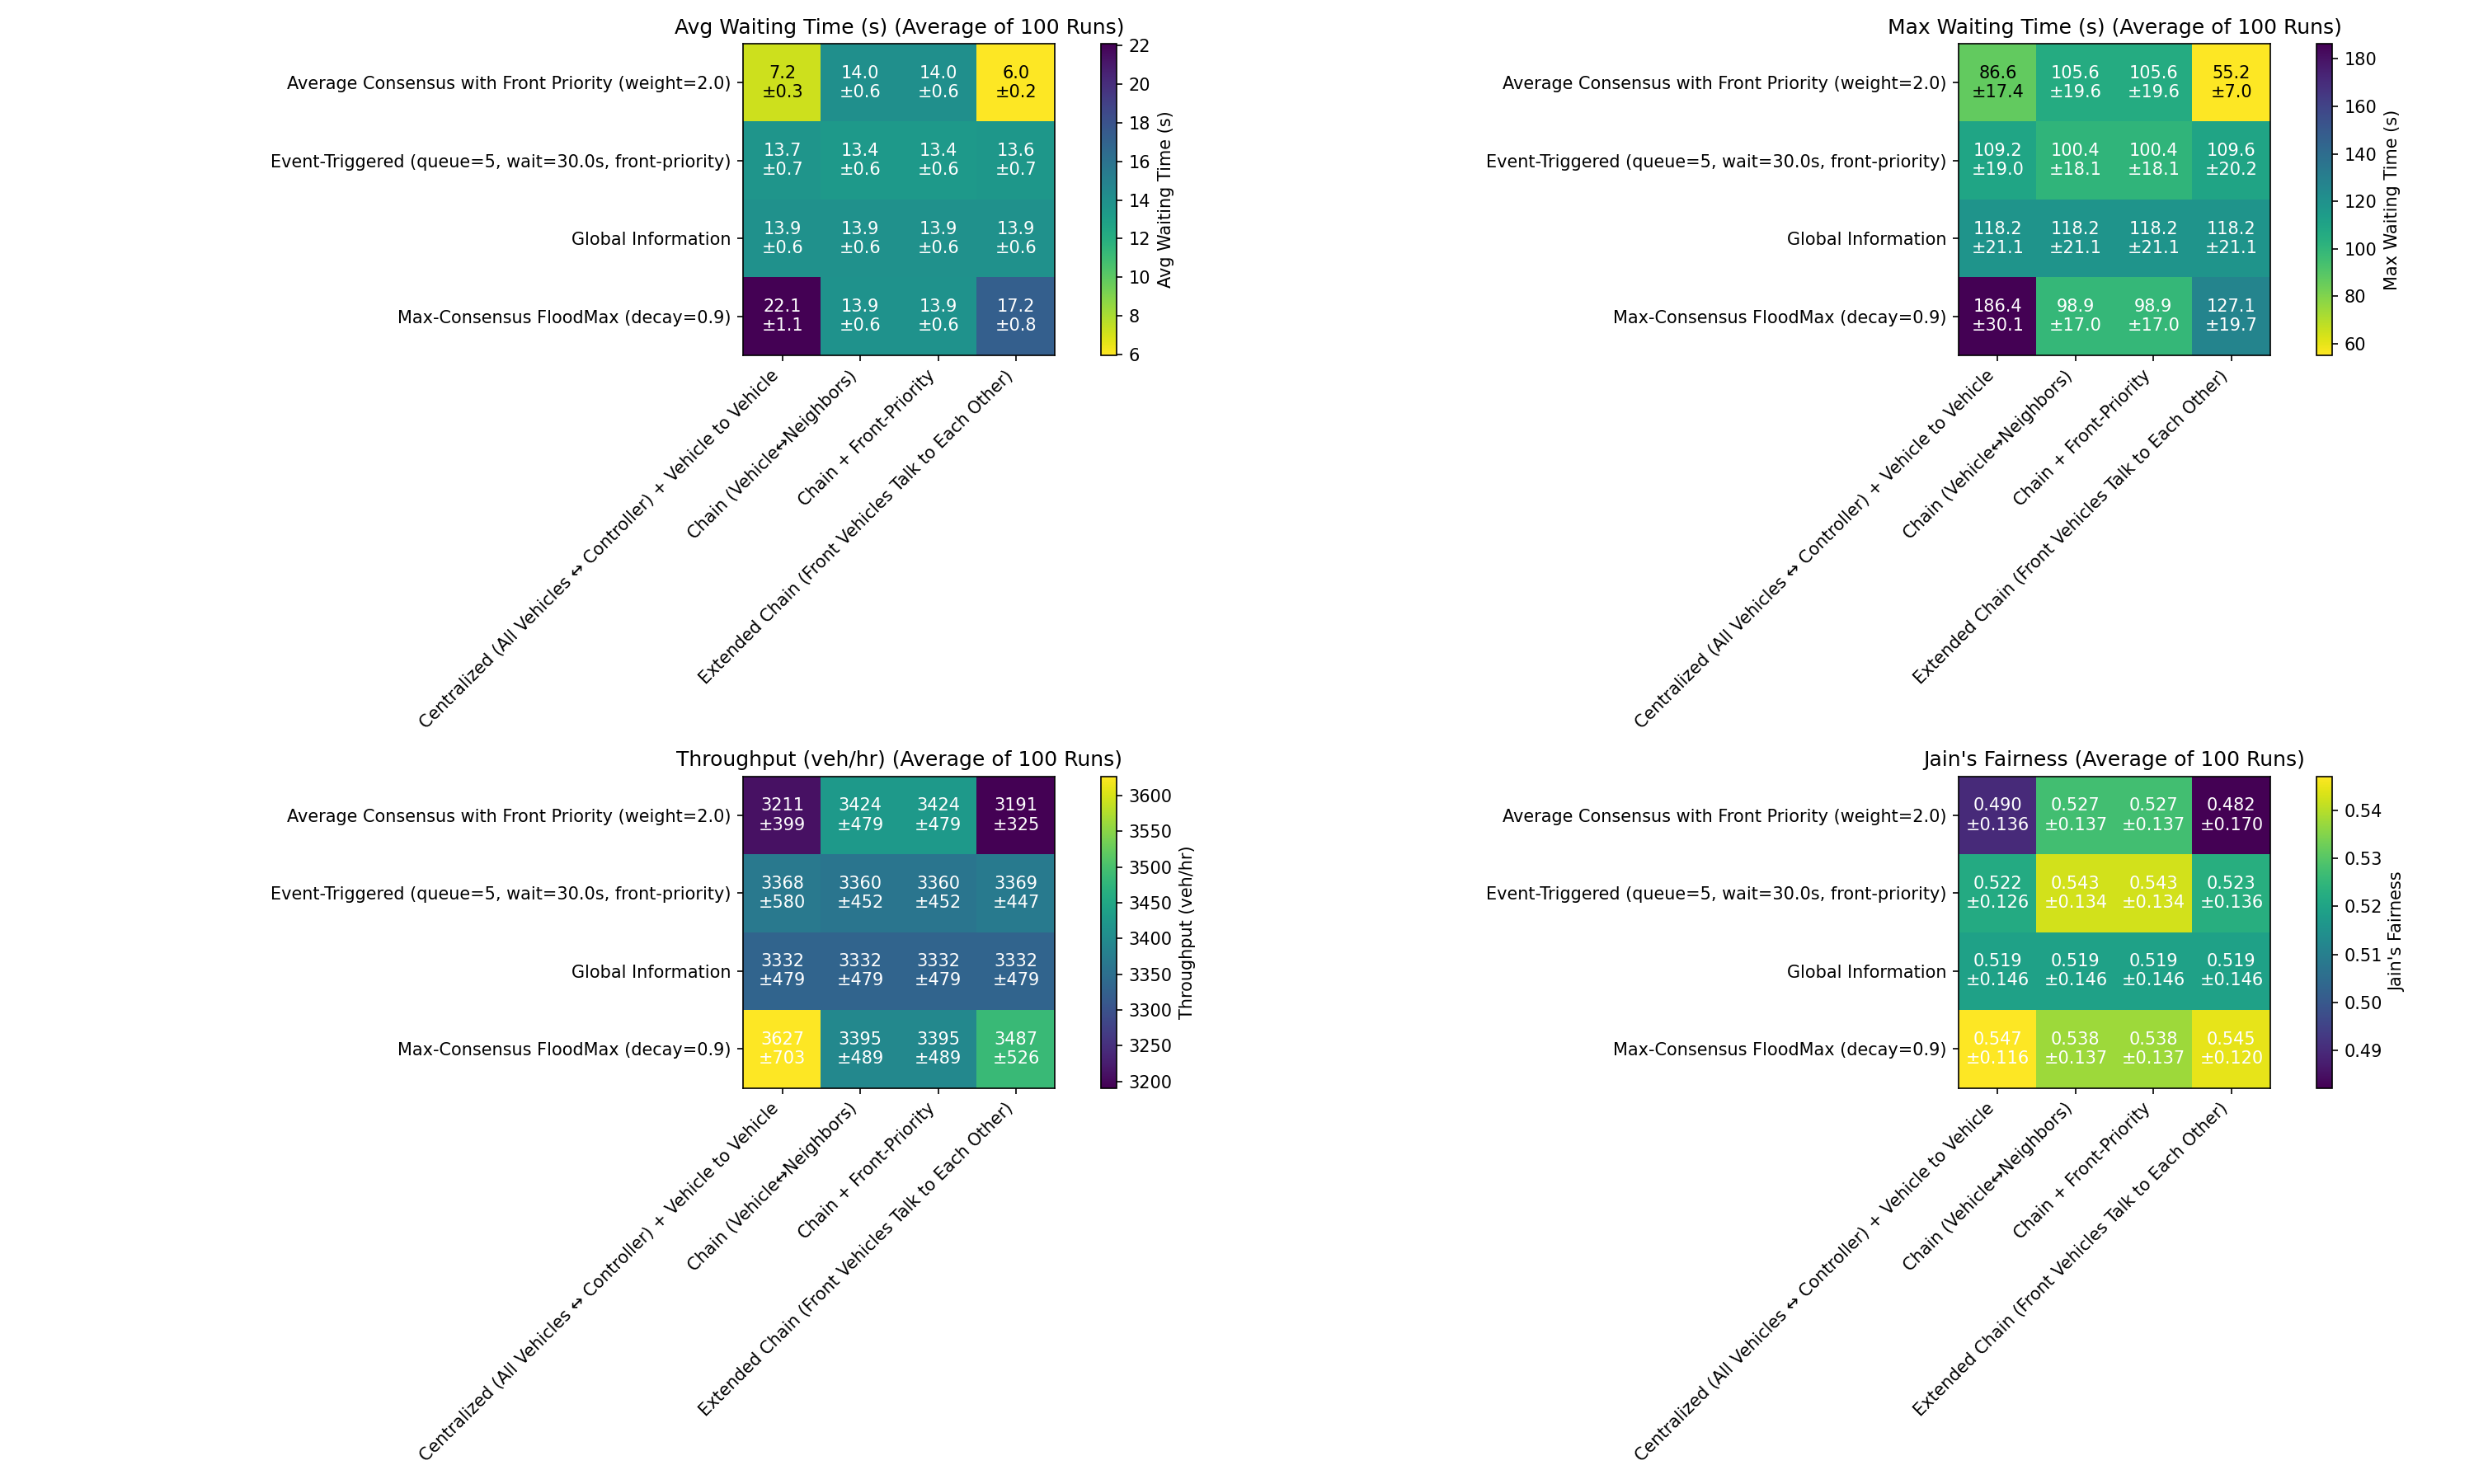 Avg Waiting Time (s) (Average of 100 Runs)
Average Consensus with Front Priority (weight=2.0)
Event-Triggered (queue=5, wait=30.0s, front-priority)
Global Information
Max-Consensus FloodMax (decay=0.9)
7.2 14.0 14.0 6.0
±0.3 ±0.6 ±0.6 ±0.2
13.7 13.4 13.4 13.6
±0.7 ±0.6 ±0.6 ±0.7
13.9 13.9 13.9 13.9
±0.6 ±0.6 ±0.6 ±0.6
22.1 13.9 13.9 17.2
±1.1 ±0.6 ±0.6 ±0.8
Centralized (All Vehicles ↔ Controller) + Vehicle to Vehicle
Chain (Vehicle↔Neighbors)
Chain + Front-Priority
Extended Chain (Front Vehicles Talk to Each Other)
22
20
18
16
14
12
10
8
6
Avg Waiting Time (s)
Max Waiting Time (s) (Average of 100 Runs)
Average Consensus with Front Priority (weight=2.0)
Event-Triggered (queue=5, wait=30.0s, front-priority)
Global Information
Max-Consensus FloodMax (decay=0.9)
86.6 105.6 105.6 55.2
±17.4 ±19.6 ±19.6 ±7.0
109.2 100.4 100.4 109.6
±19.0 ±18.1 ±18.1 ±20.2
118.2 118.2 118.2 118.2
±21.1 ±21.1 ±21.1 ±21.1
186.4 98.9 98.9 127.1
±30.1 ±17.0 ±17.0 ±19.7
Centralized (All Vehicles ↔ Controller) + Vehicle to Vehicle
Chain (Vehicle↔Neighbors)
Chain + Front-Priority
Extended Chain (Front Vehicles Talk to Each Other)
180
160
140
120
100
80
60
Max Waiting Time (s)
Throughput (veh/hr) (Average of 100 Runs)
Average Consensus with Front Priority (weight=2.0)
Event-Triggered (queue=5, wait=30.0s, front-priority)
Global Information
Max-Consensus FloodMax (decay=0.9)
3211 3424 3424 3191
±399 ±479 ±479 ±325
3368 3360 3360 3369
±580 ±452 ±452 ±447
3332 3332 3332 3332
±479 ±479 ±479 ±479
3627 3395 3395 3487
±703 ±489 ±489 ±526
Centralized (All Vehicles ↔ Controller) + Vehicle to Vehicle
Chain (Vehicle↔Neighbors)
Chain + Front-Priority
Extended Chain (Front Vehicles Talk to Each Other)
3600
3550
3500
3450
3400
3350
3300
3250
3200
Throughput (veh/hr)
Jain's Fairness (Average of 100 Runs)
Average Consensus with Front Priority (weight=2.0)
Event-Triggered (queue=5, wait=30.0s, front-priority)
Global Information
Max-Consensus FloodMax (decay=0.9)
0.490 0.527 0.527 0.482
±0.136 ±0.137 ±0.137 ±0.170
0.522 0.543 0.543 0.523
±0.126 ±0.134 ±0.134 ±0.136
0.519 0.519 0.519 0.519
±0.146 ±0.146 ±0.146 ±0.146
0.547 0.538 0.538 0.545
±0.116 ±0.137 ±0.137 ±0.120
Centralized (All Vehicles ↔ Controller) + Vehicle to Vehicle
Chain (Vehicle↔Neighbors)
Chain + Front-Priority
Extended Chain (Front Vehicles Talk to Each Other)
0.54
0.53
0.52
0.51
0.50
0.49
Jain's Fairness